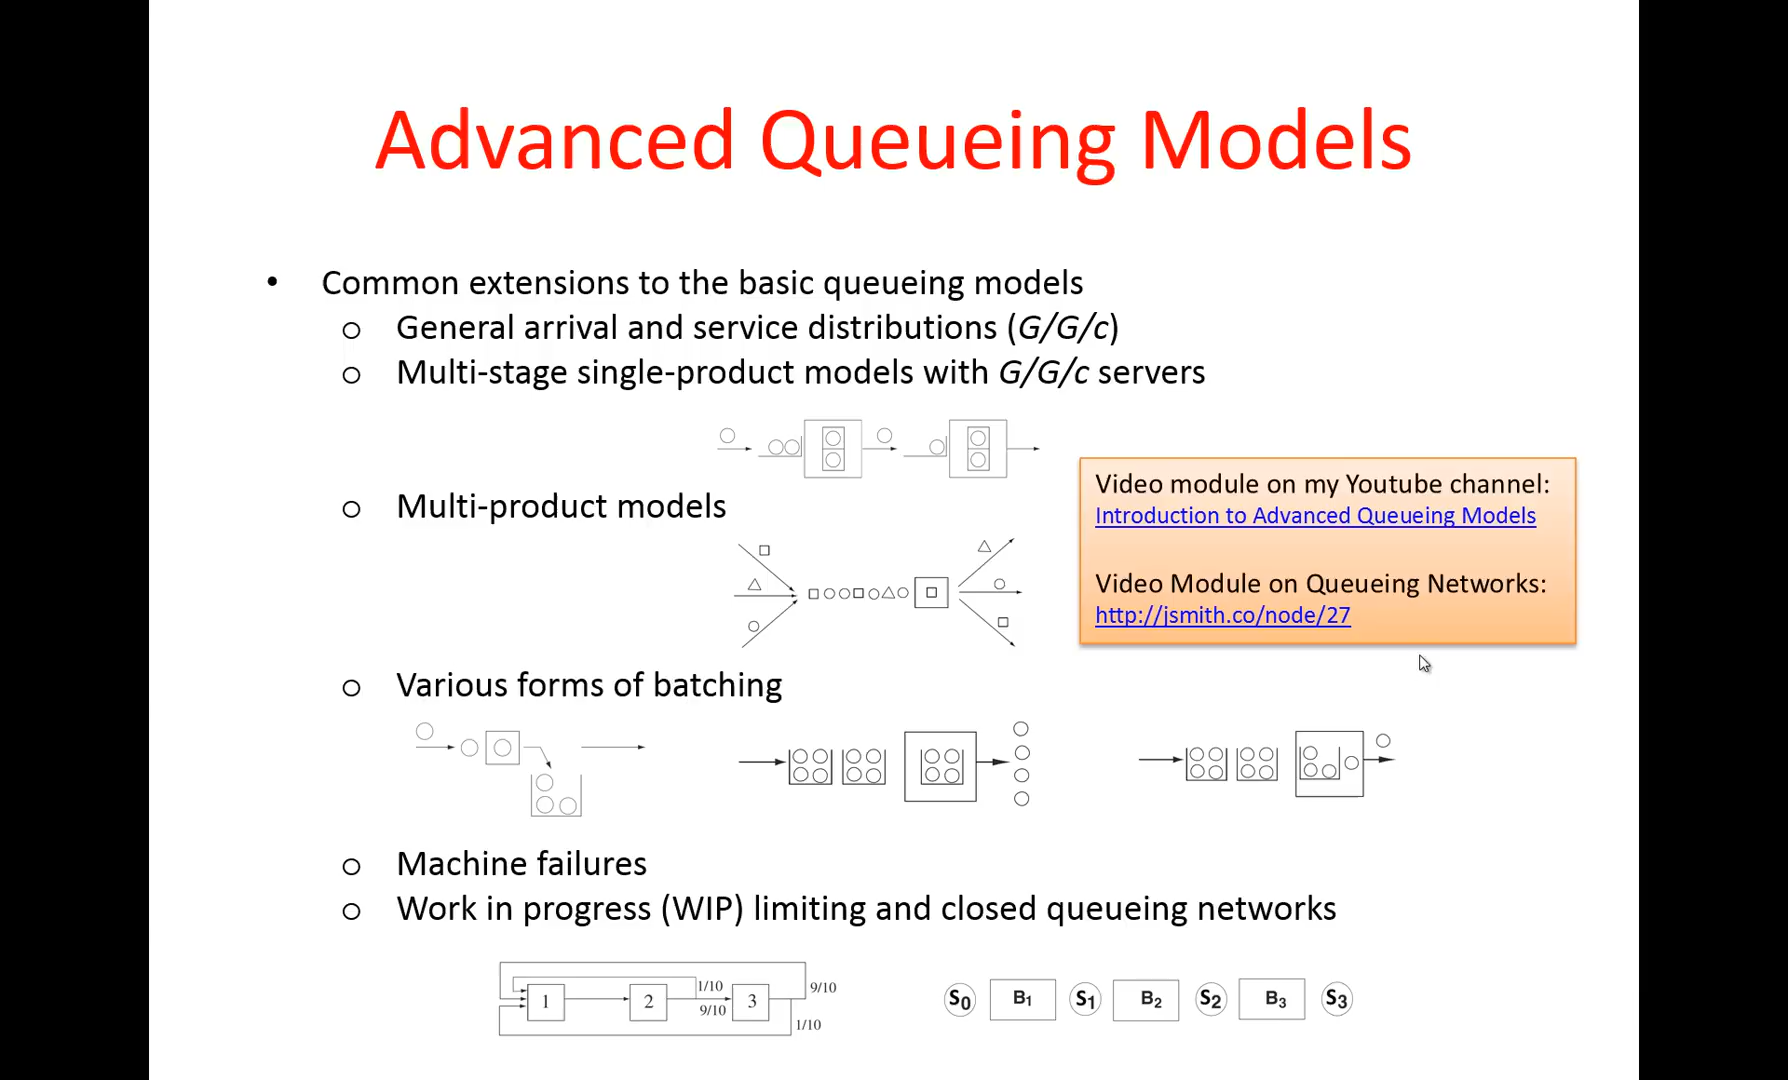 Advanced Queueing Models
• Common extensions to the basic queueing models
o General arrival and service distributions (G/G/c)
o Multi-stage single-product models with G/G/c servers
Video module on my Youtube channel:
Introduction to Advanced Queueing Models
Video Module on Queueing Networks:
http://jsmith.co/node/27
o Multi-product models
o Various forms of batching
o Machine failures
o Work in progress (WIP) limiting and closed queueing networks
1 2 1/10 9/10 3 9/10 1/10
S0 B1 S1 B2 S2 B3 S3